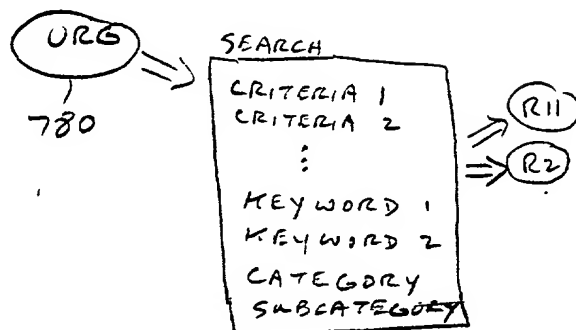 URG
780
SEARCH
CRITERIA 1
CRITERIA 2
⋮
KEYWORD 1
KEYWORD 2
CATEGORY
SUBCATEGORY
R11
R2